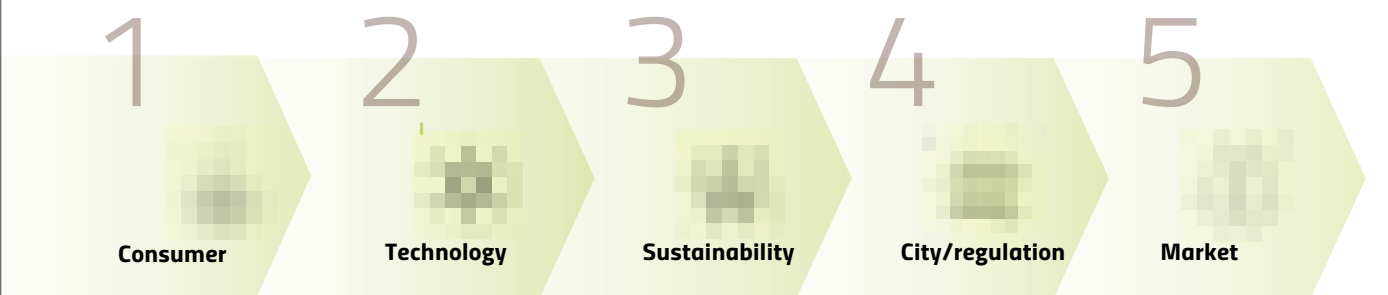 1
2
3
4
5
Consumer
Technology
Sustainability
City/regulation
Market